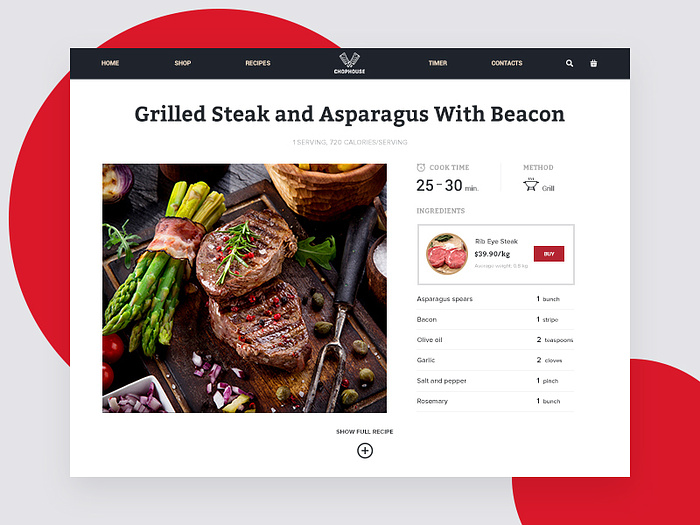 HOME SHOP RECIPES CHOPHOUSE TIMER CONTACTS
Grilled Steak and Asparagus With Beacon
1 SERVING, 720 CALORIES/SERVING
COOK TIME METHOD
25-30 min. Grill
INGREDIENTS
Rib Eye Steak
$39.90/kg BUY
Average weight: 0.8 kg
Asparagus spears 1 bunch
Bacon 1 stripe
Olive oil 2 teaspoons
Garlic 2 cloves
Salt and pepper 1 pinch
Rosemary 1 bunch
SHOW FULL RECIPE